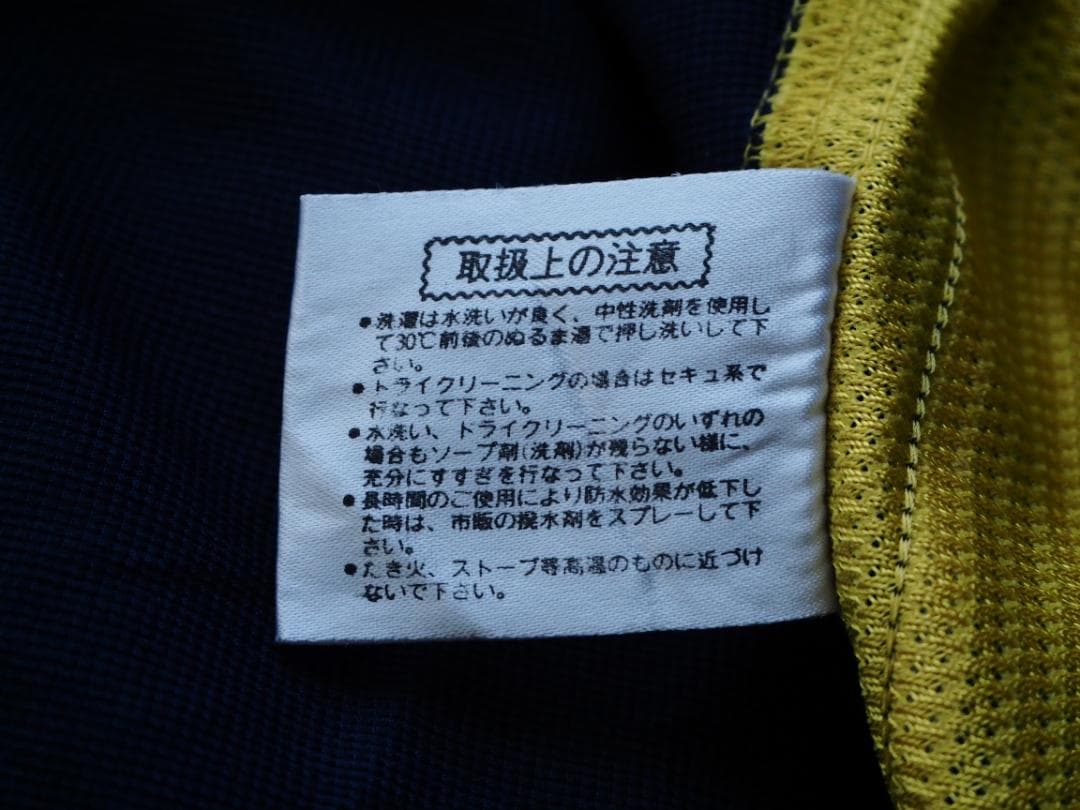 取扱上の注意
●洗濯は水洗いが良く、中性洗剤を使用し
て30℃前後のぬるま湯で押し洗いして下
さい。
●ドライクリーニングの場合はセキュ系で
行なって下さい。
●水洗い、ドライクリーニングのいずれの
場合もソープ剤(洗剤)が残らない様に、
充分にすすぎを行なって下さい。
●長時間のご使用により防水効果が低下し
た時は、市販の撥水剤をスプレーして下
さい。
●たき火、ストーブ等高温のものに近づけ
ないで下さい。